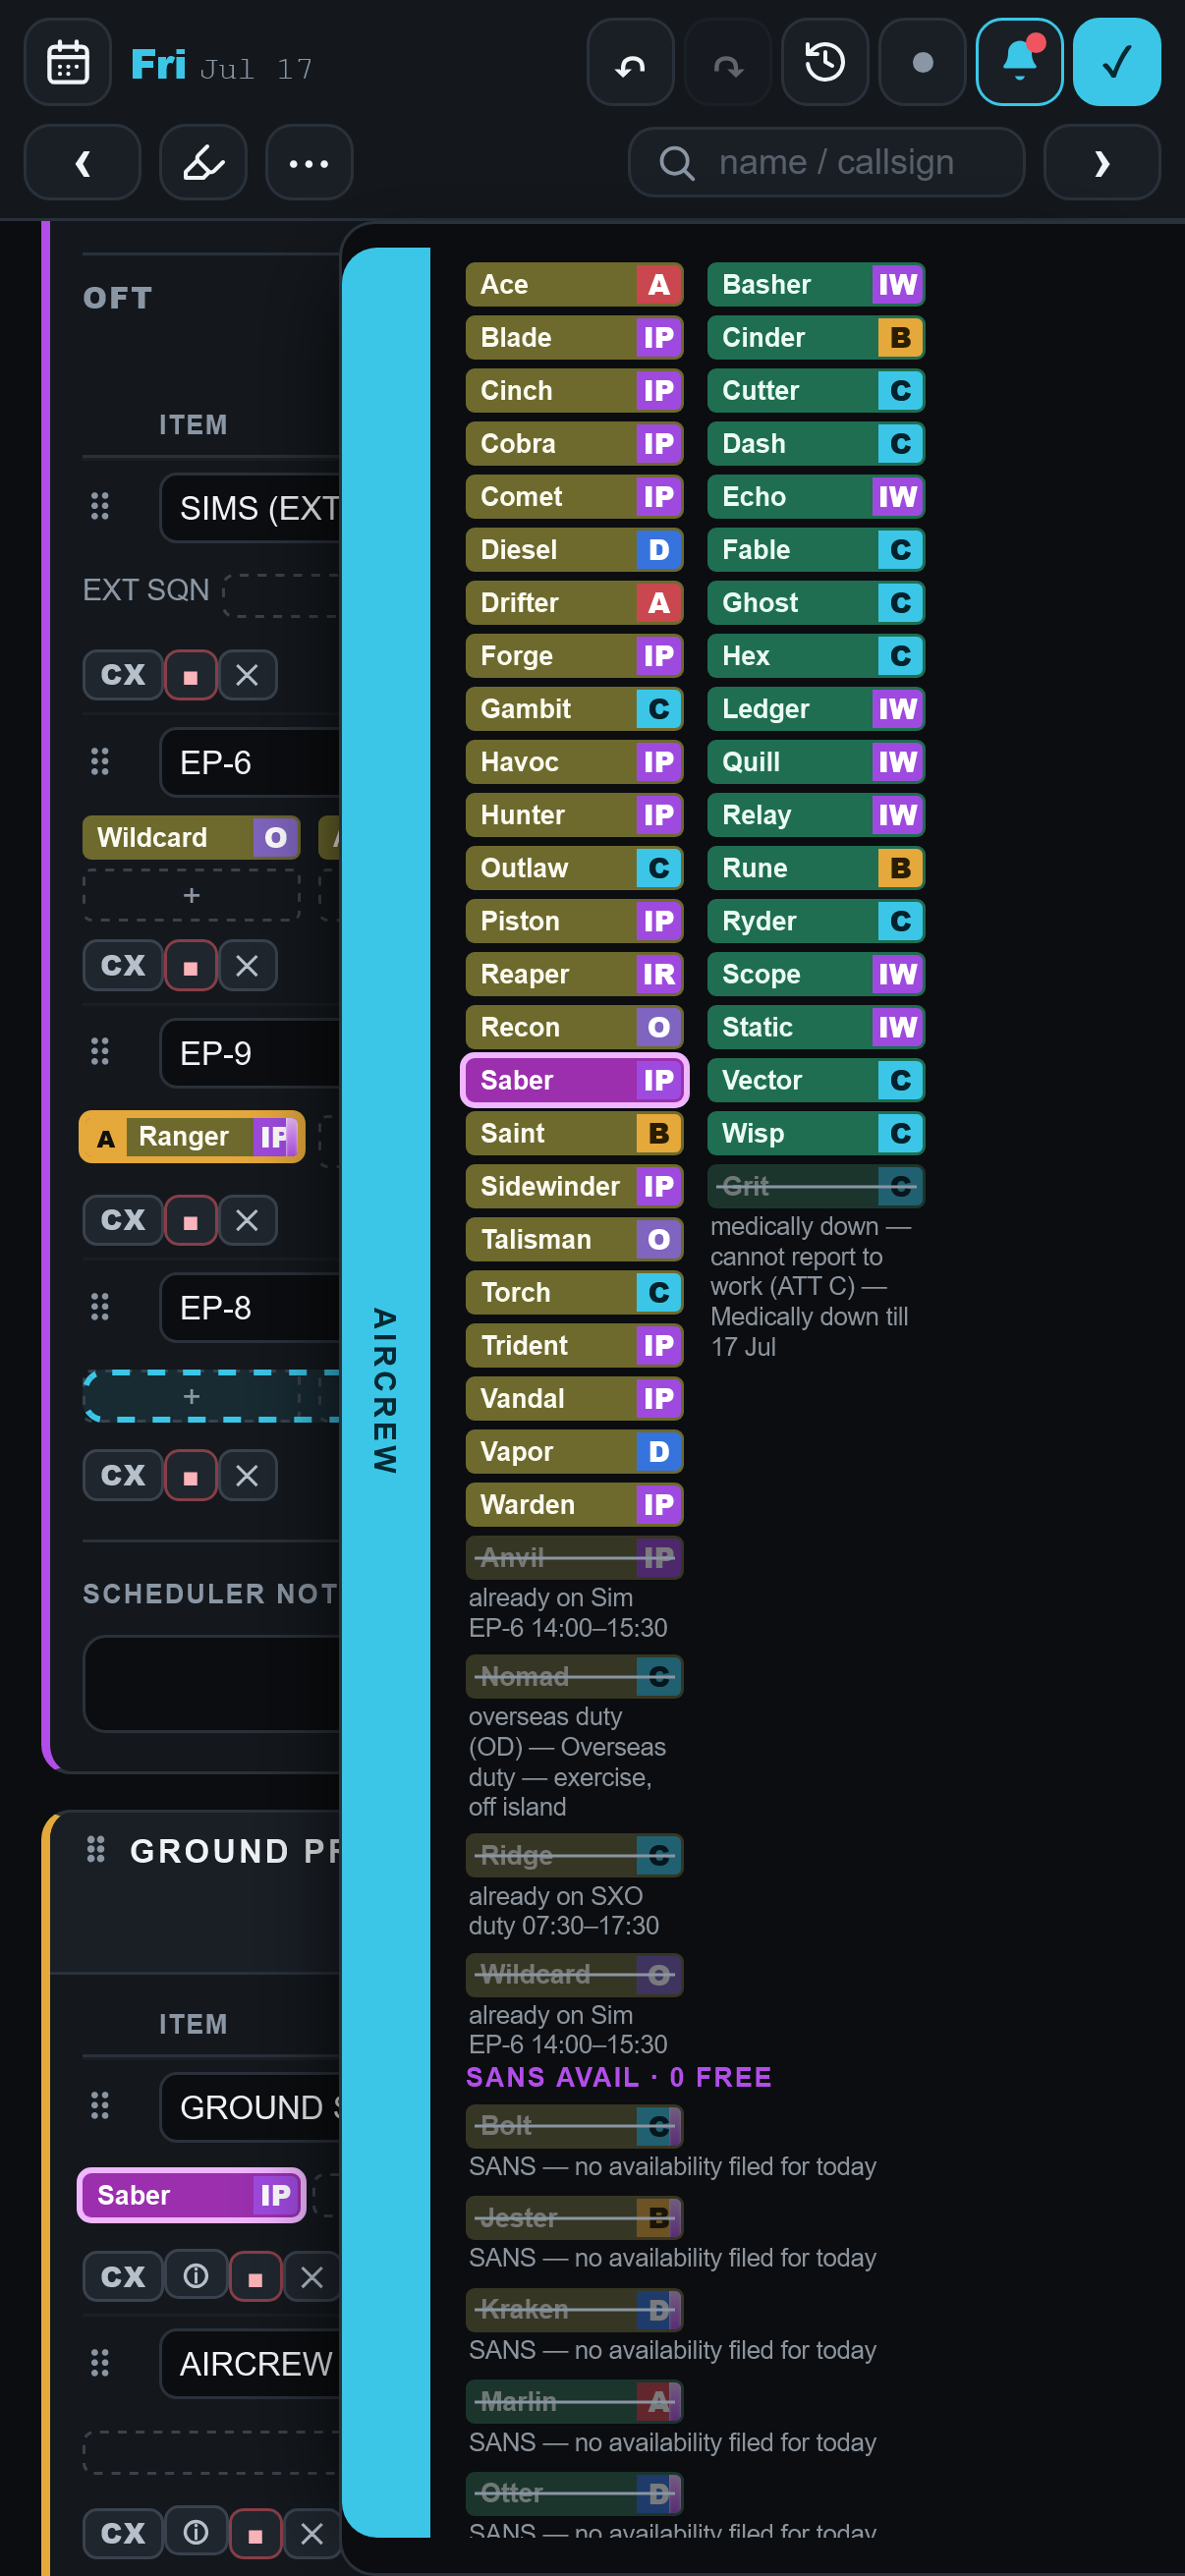 Fri Jul 17
name / callsign
OFT
ITEM
SIMS (EXT
EXT SQN
CX
EP-6
Wildcard O
+
CX
EP-9
A Ranger IP
CX
EP-8
+
CX
SCHEDULER NOT
GROUND PR
ITEM
GROUND S
Saber IP
CX
AIRCREW
CX
AIRCREW
Ace A
Blade IP
Cinch IP
Cobra IP
Comet IP
Diesel D
Drifter A
Forge IP
Gambit C
Havoc IP
Hunter IP
Outlaw C
Piston IP
Reaper IR
Recon O
Saber IP
Saint B
Sidewinder IP
Talisman O
Torch C
Trident IP
Vandal IP
Vapor D
Warden IP
Anvil IP
already on Sim
EP-6 14:00–15:30
Nomad C
overseas duty
(OD) — Overseas
duty — exercise,
off island
Ridge C
already on SXO
duty 07:30–17:30
Wildcard O
already on Sim
EP-6 14:00–15:30
Basher IW
Cinder B
Cutter C
Dash C
Echo IW
Fable C
Ghost C
Hex C
Ledger IW
Quill IW
Relay IW
Rune B
Ryder C
Scope IW
Static IW
Vector C
Wisp C
Grit C
medically down —
cannot report to
work (ATT C) —
Medically down till
17 Jul
SANS AVAIL · 0 FREE
Bolt C
SANS — no availability filed for today
Jester B
SANS — no availability filed for today
Kraken D
SANS — no availability filed for today
Marlin A
SANS — no availability filed for today
Otter D
SANS — no availability filed for today